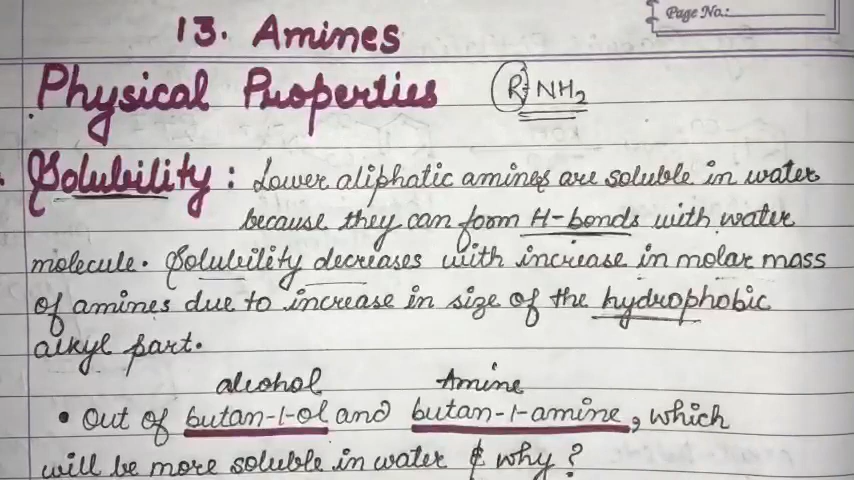 Page No.:
13. Amines
Physical Properties R-NH₂
Solubility : Lower aliphatic amines are soluble in water
because they can form H-bonds with water
molecule. Solubility decreases with increase in molar mass
of amines due to increase in size of the hydrophobic
alkyl part.
alcohol Amine
• Out of butan-1-ol and butan-1-amine, which
will be more soluble in water & why?